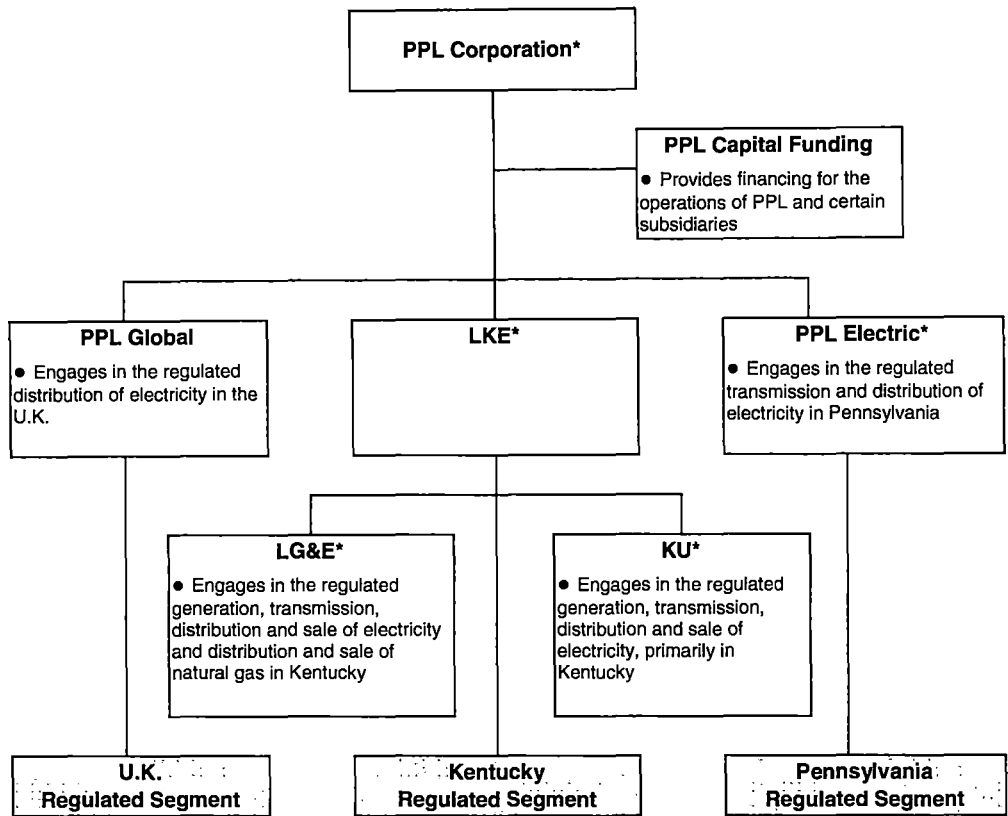 PPL Corporation*
PPL Capital Funding
● Provides financing for the
operations of PPL and certain
subsidiaries
PPL Global
● Engages in the regulated
distribution of electricity in the
U.K.
LKE*
PPL Electric*
● Engages in the regulated
transmission and distribution of
electricity in Pennsylvania
LG&E*
● Engages in the regulated
generation, transmission,
distribution and sale of electricity
and distribution and sale of
natural gas in Kentucky
KU*
● Engages in the regulated
generation, transmission,
distribution and sale of
electricity, primarily in
Kentucky
U.K.
Regulated Segment
Kentucky
Regulated Segment
Pennsylvania
Regulated Segment